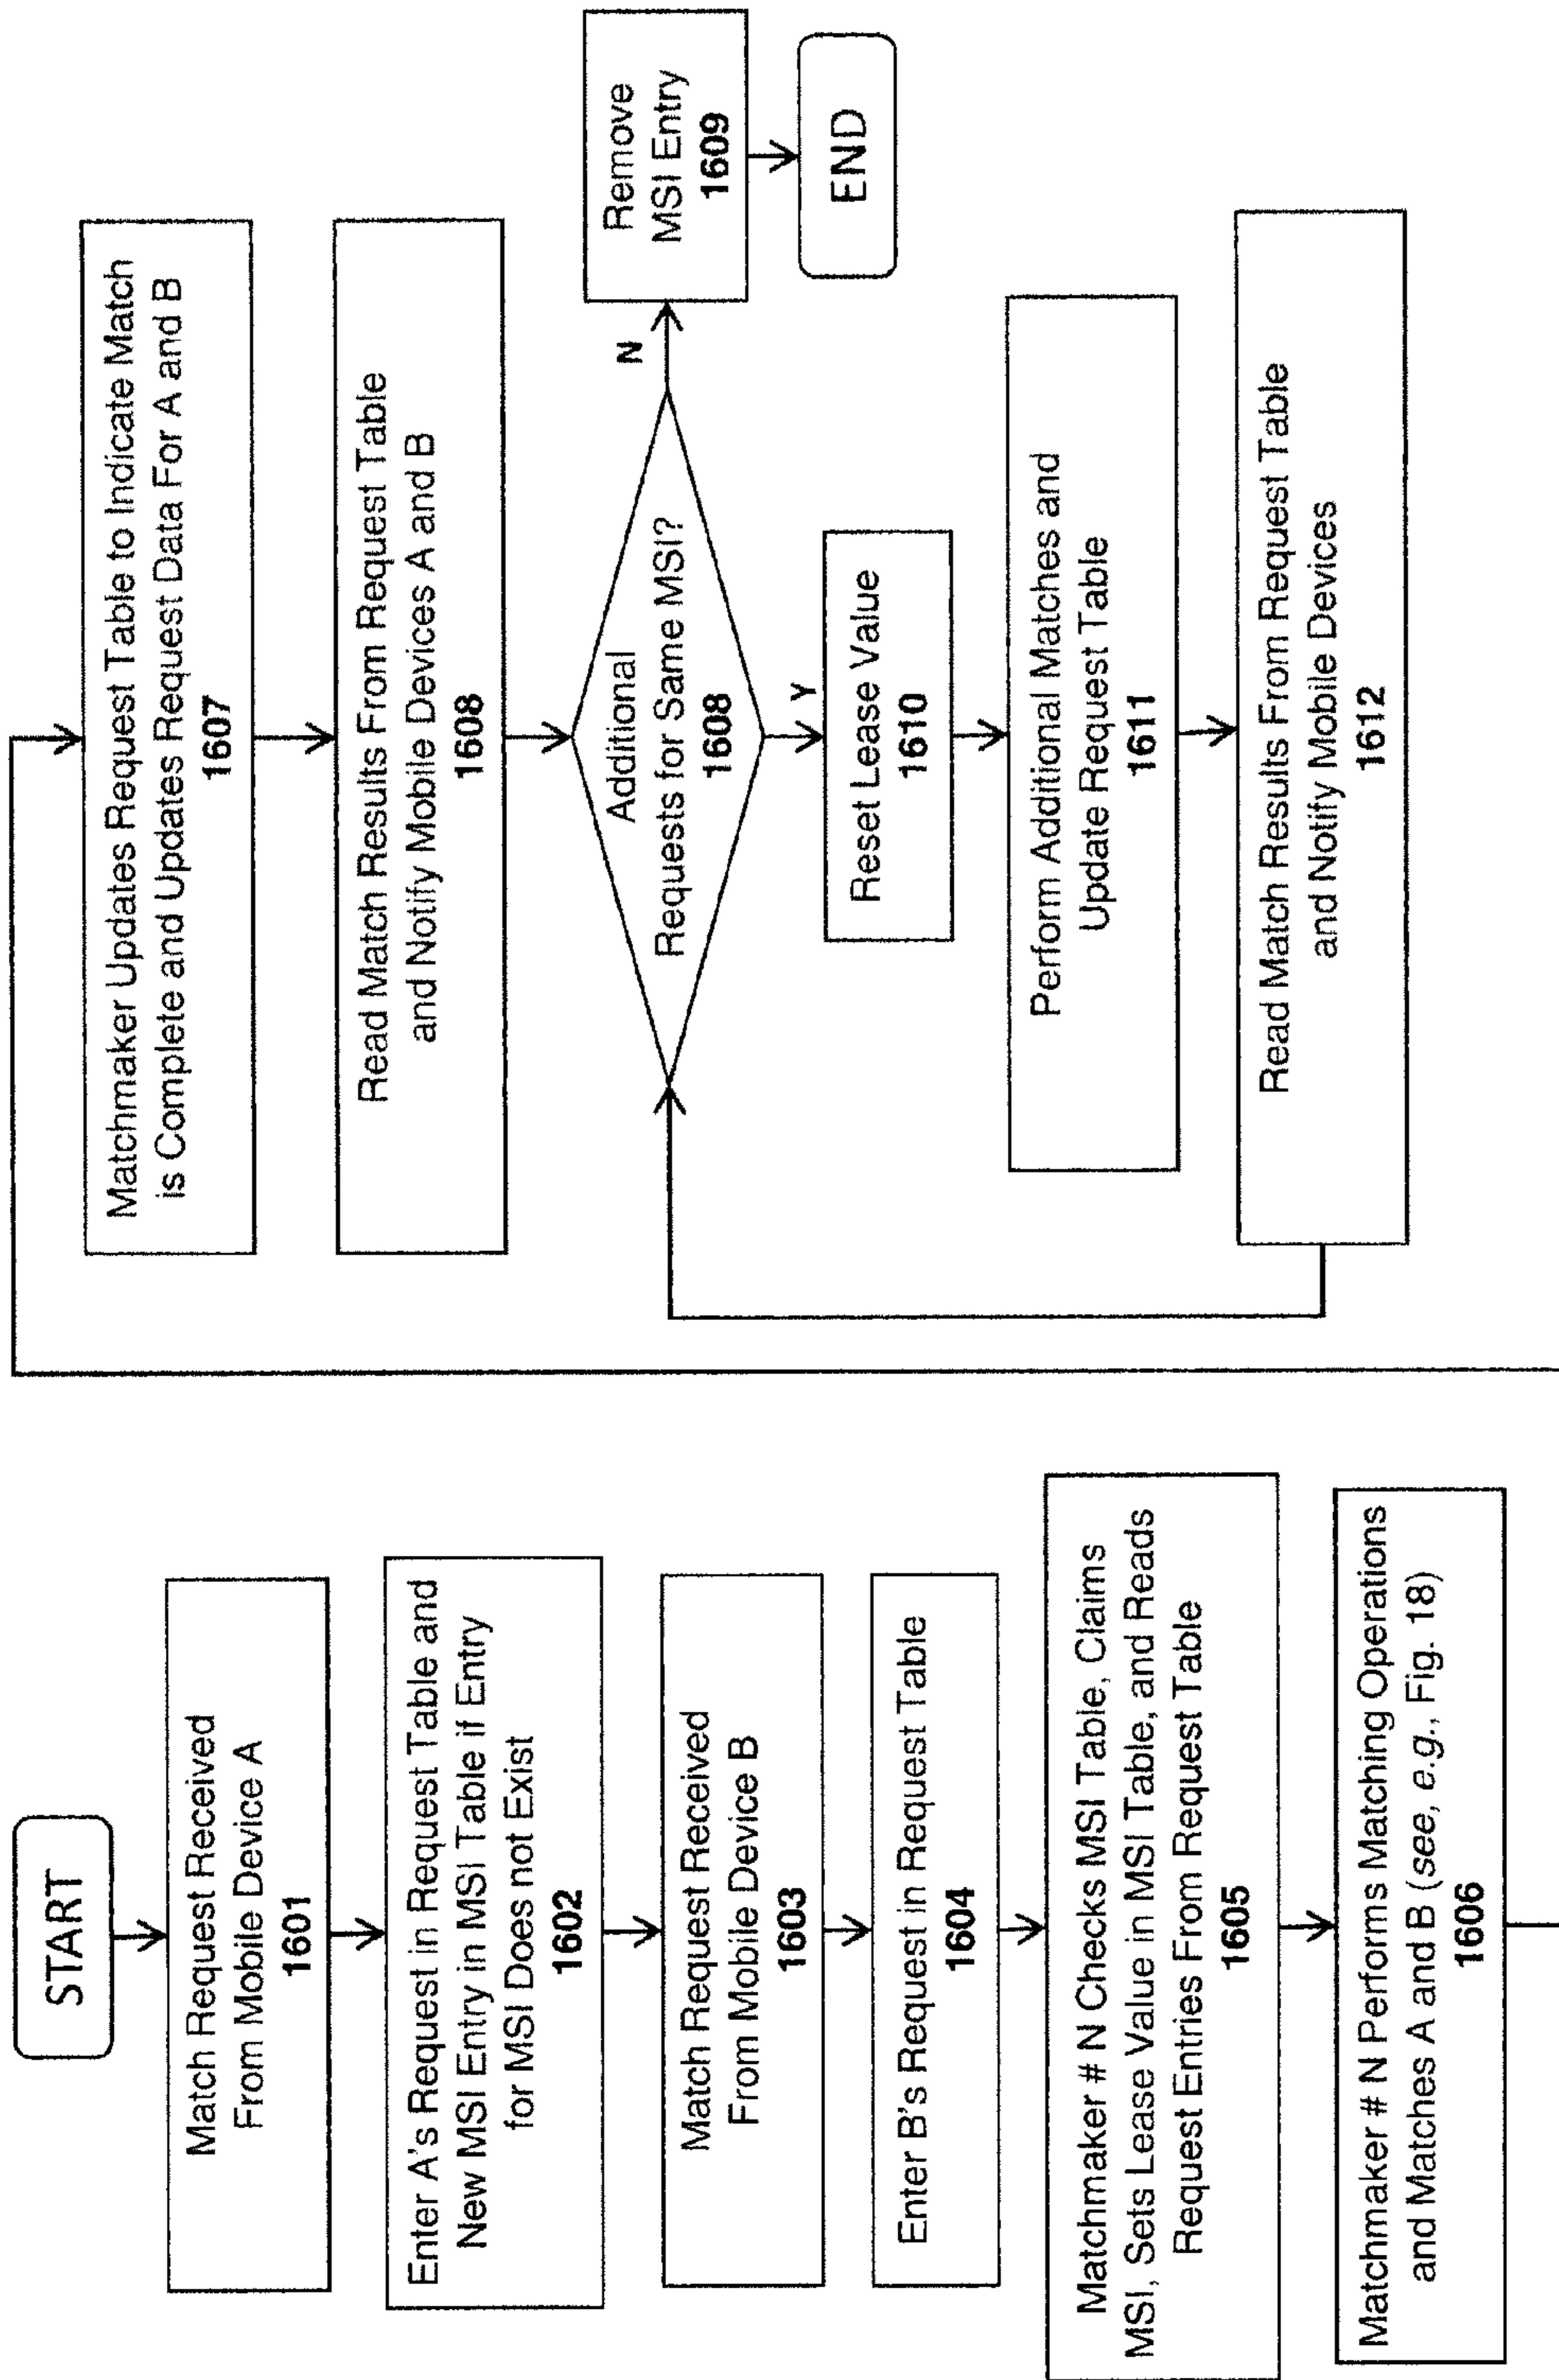 START
Match Request Received
From Mobile Device A
1601
Enter A's Request in Request Table and
New MSI Entry in MSI Table if Entry
for MSI Does not Exist
1602
Match Request Received
From Mobile Device B
1603
Enter B's Request in Request Table
1604
Matchmaker # N Checks MSI Table, Claims
MSI, Sets Lease Value in MSI Table, and Reads
Request Entries From Request Table
1605
Matchmaker # N Performs Matching Operations
and Matches A and B (see, e.g., Fig. 18)
1606
Matchmaker Updates Request Table to Indicate Match
is Complete and Updates Request Data For A and B
1607
Read Match Results From Request Table
and Notify Mobile Devices A and B
1608
Additional
Requests for Same MSI?
1608
N
Remove
MSI Entry
1609
END
Y
Reset Lease Value
1610
Perform Additional Matches and
Update Request Table
1611
Read Match Results From Request Table
and Notify Mobile Devices
1612